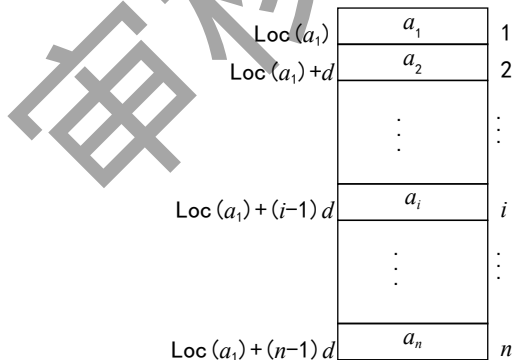 Loc(a₁) a₁ 1
Loc(a₁)+d a₂ 2
⋮ ⋮
Loc(a₁)+(i-1)d aᵢ i
⋮ ⋮
Loc(a₁)+(n-1)d aₙ n